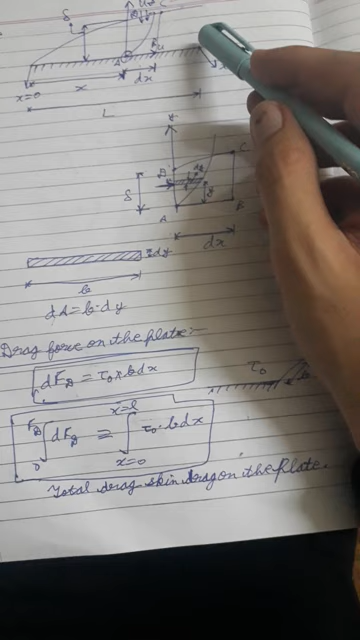 δ
U
C
x=0
x
dx
L
D
C
δ
A
B
dx
dy
b
dA = b·dy
Drag force on the plate:-
dF_D = τ₀ × b dx
τ₀
F_D x=L
∫ dF_D = ∫ τ₀·b dx
0 x=0
Total drag skin drag on the plate.